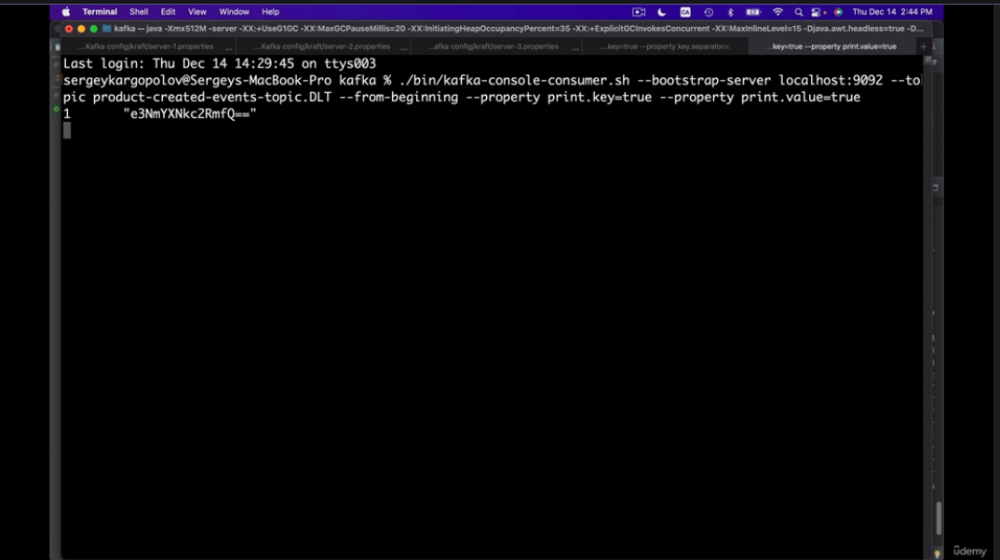 Terminal Shell Edit View Window Help CA Thu Dec 14 2:44 PM
kafka — java -Xmx512M -server -XX:+UseG1GC -XX:MaxGCPauseMillis=20 -XX:InitiatingHeapOccupancyPercent=35 -XX:+ExplicitGCInvokesConcurrent -XX:MaxInlineLevel=15 -Djava.awt.headless=true -D...
...Kafka config/kraft/server-1.properties ... ...Kafka config/kraft/server-2.properties ... ...afka config/kraft/server-3.properties ... ...key=true --property key.separator=: ...key=true --property print.value=true +
Last login: Thu Dec 14 14:29:45 on ttys003
sergeykargopolov@Sergeys-MacBook-Pro kafka % ./bin/kafka-console-consumer.sh --bootstrap-server localhost:9092 --to
pic product-created-events-topic.DLT --from-beginning --property print.key=true --property print.value=true
1 "e3NmYXNkc2RmfQ=="
ûdemy